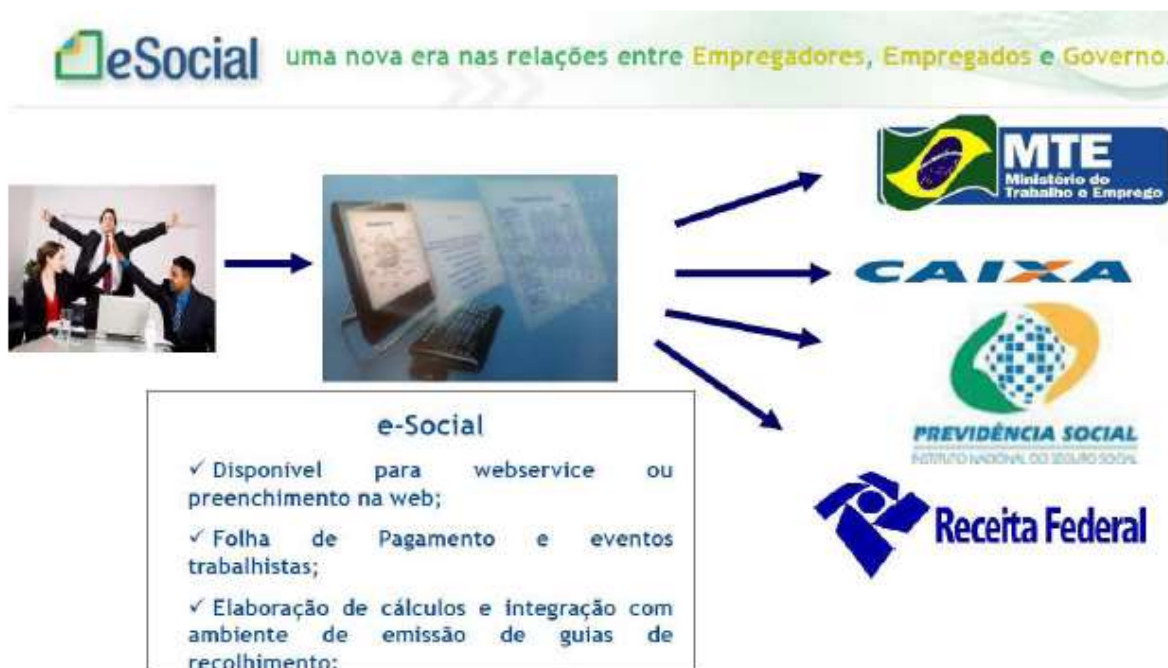 eSocial uma nova era nas relações entre Empregadores, Empregados e Governo.
MTE
Ministério do
Trabalho e Emprego
CAIXA
PREVIDÊNCIA SOCIAL
INSTITUTO NACIONAL DO SEGURO SOCIAL
Receita Federal
e-Social
✓ Disponível para webservice ou
preenchimento na web;
✓ Folha de Pagamento e eventos
trabalhistas;
✓ Elaboração de cálculos e integração com
ambiente de emissão de guias de
recolhimento;